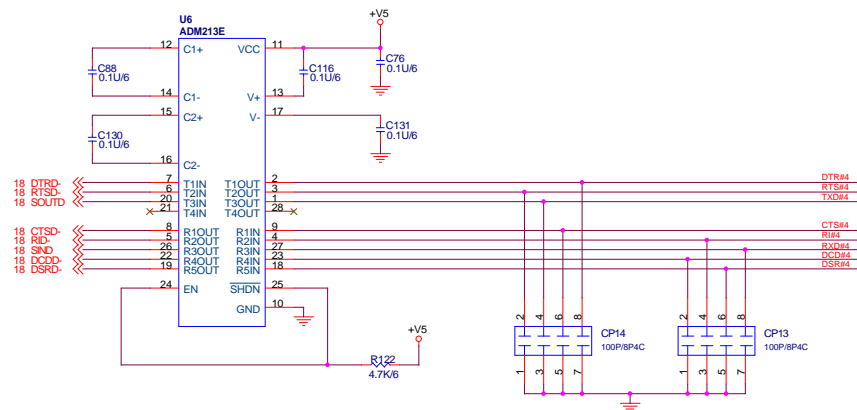 U6
ADM213E
+V5
12 C1+ VCC 11
C88
0.1U/6
C116
0.1U/6
C76
0.1U/6
14 C1- V+ 13
15 C2+ V- 17
C130
0.1U/6
C131
0.1U/6
16 C2-
18 DTRD- 7 T1IN T1OUT 2 DTR#4
18 RTSD- 6 T2IN T2OUT 3 RTS#4
18 SOUTD 20 T3IN T3OUT 1 TXD#4
21 T4IN T4OUT 28
18 CTSD- 8 R1OUT R1IN 9 CTS#4
18 RID- 5 R2OUT R2IN 4 RI#4
18 SIND 26 R3OUT R3IN 27 RXD#4
18 DCDD- 22 R4OUT R4IN 23 DCD#4
18 DSRD- 19 R5OUT R5IN 18 DSR#4
24 EN SHDN 25
GND 10
2 4 6 8
CP14
100P/8P4C
1 3 5 7
2 4 6 8
CP13
100P/8P4C
1 3 5 7
+V5
R122
4.7K/6